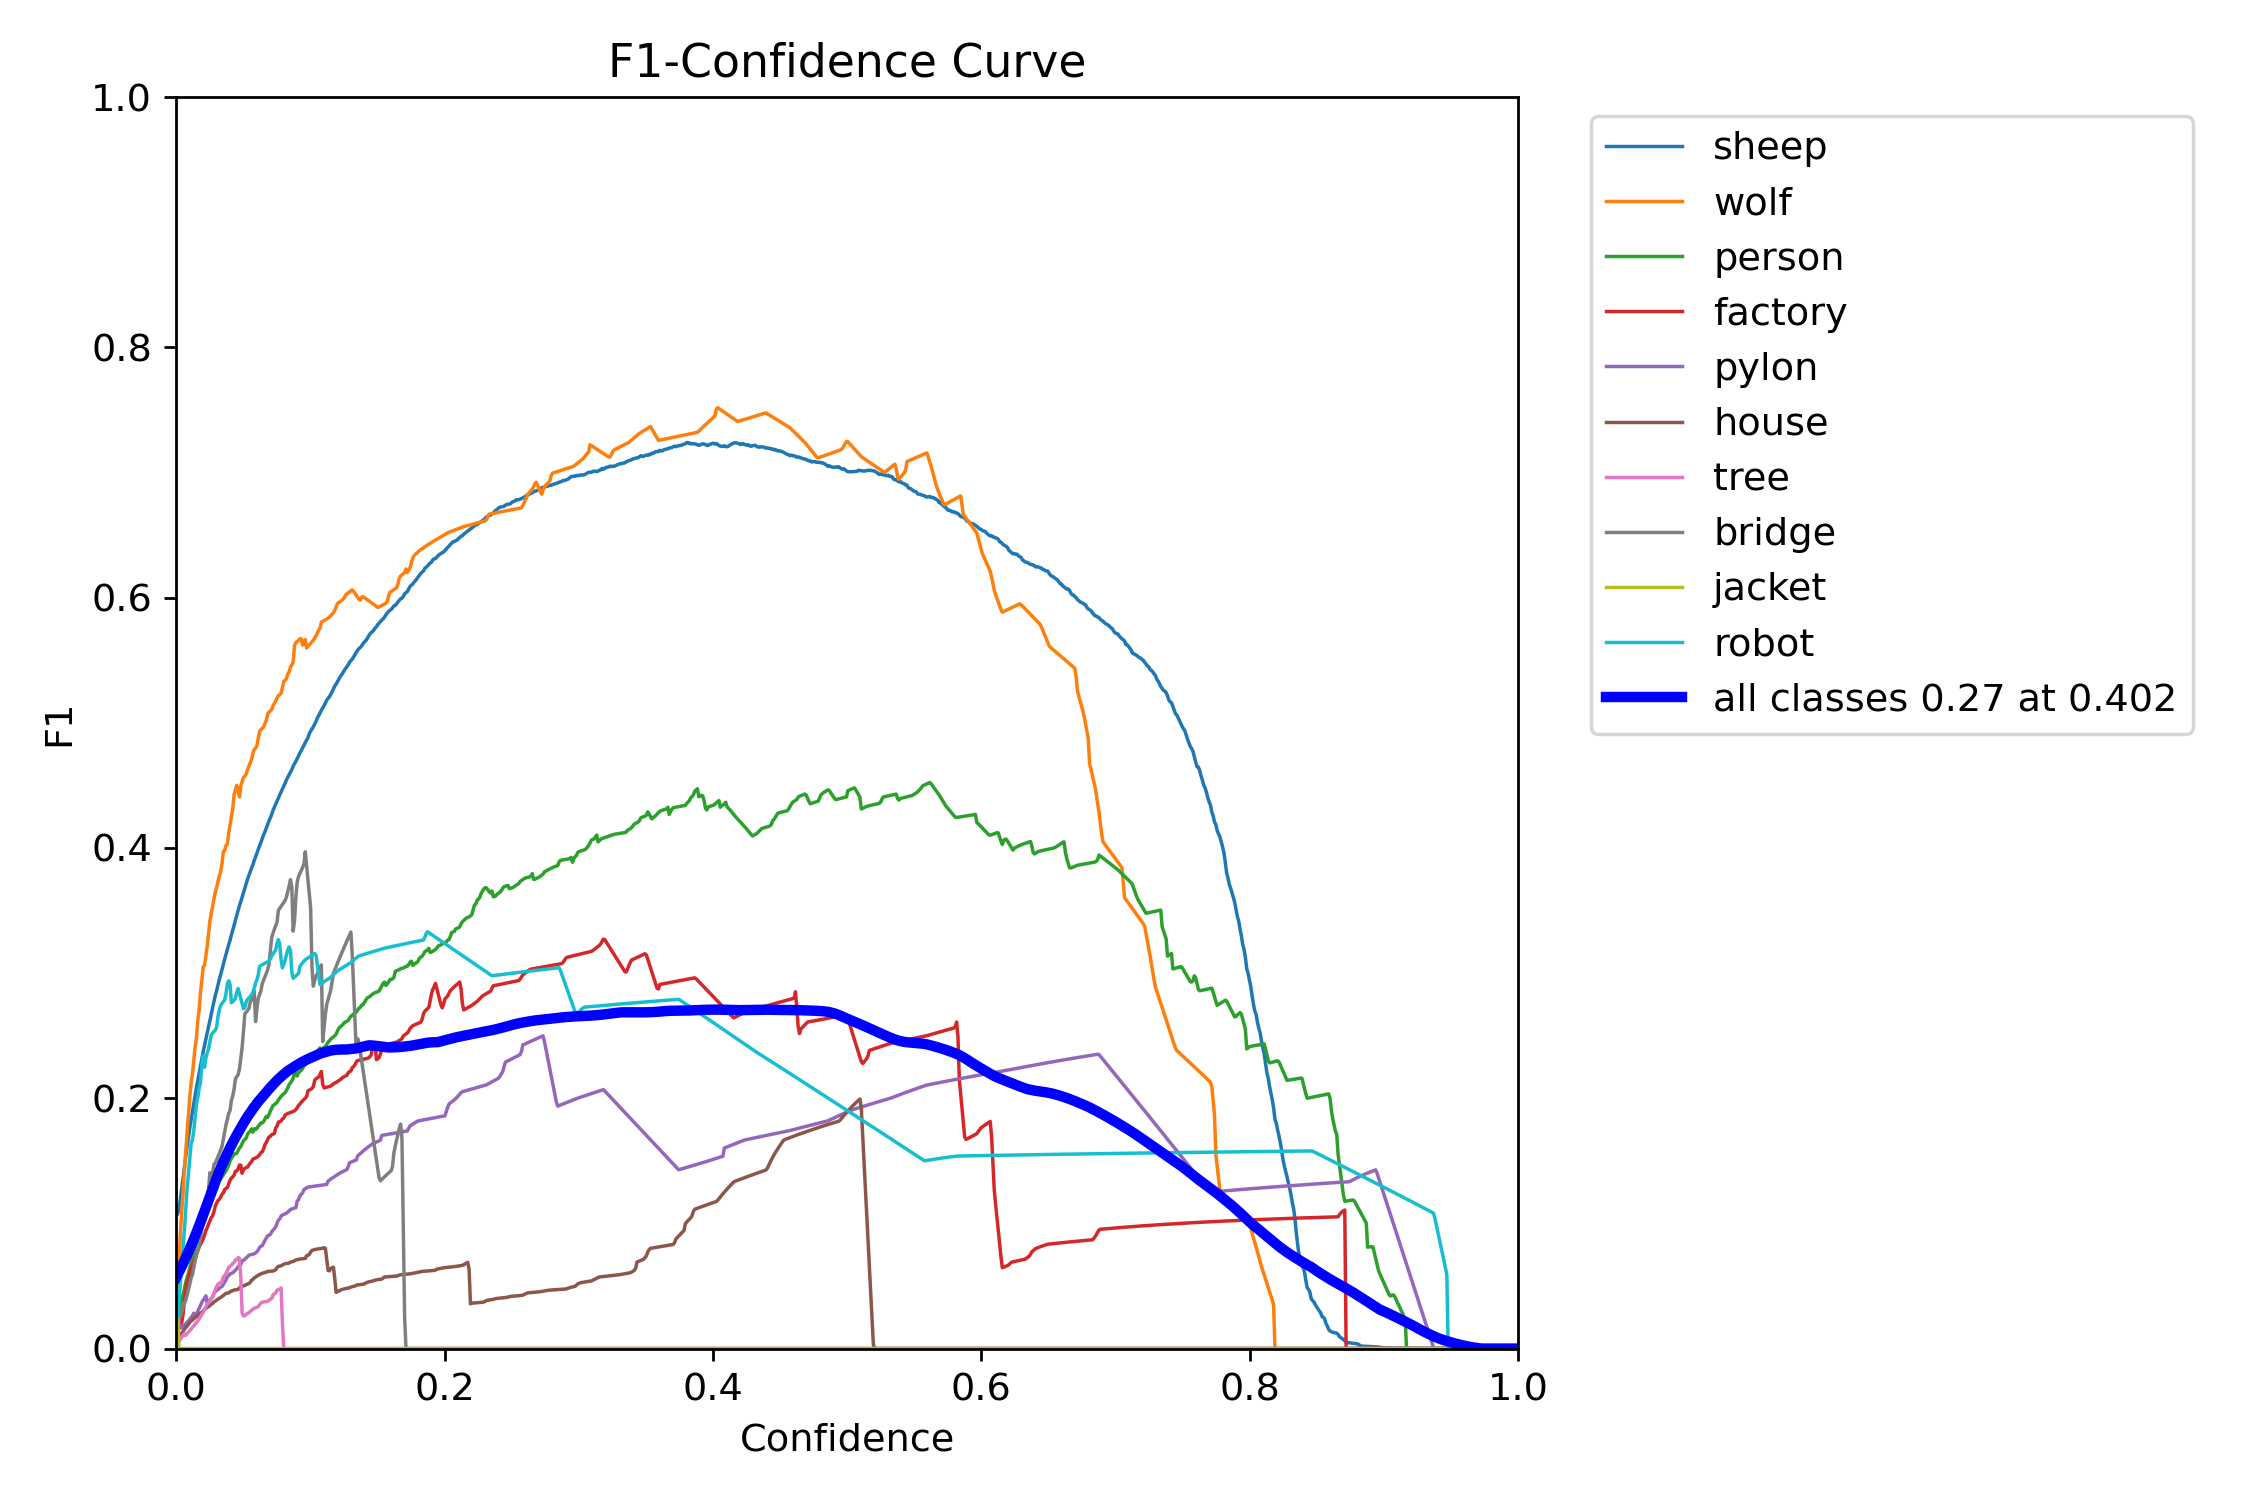 F1-Confidence Curve
1.0
0.8
0.6
0.4
0.2
0.0
F1
0.0 0.2 0.4 0.6 0.8 1.0
Confidence
sheep
wolf
person
factory
pylon
house
tree
bridge
jacket
robot
all classes 0.27 at 0.402